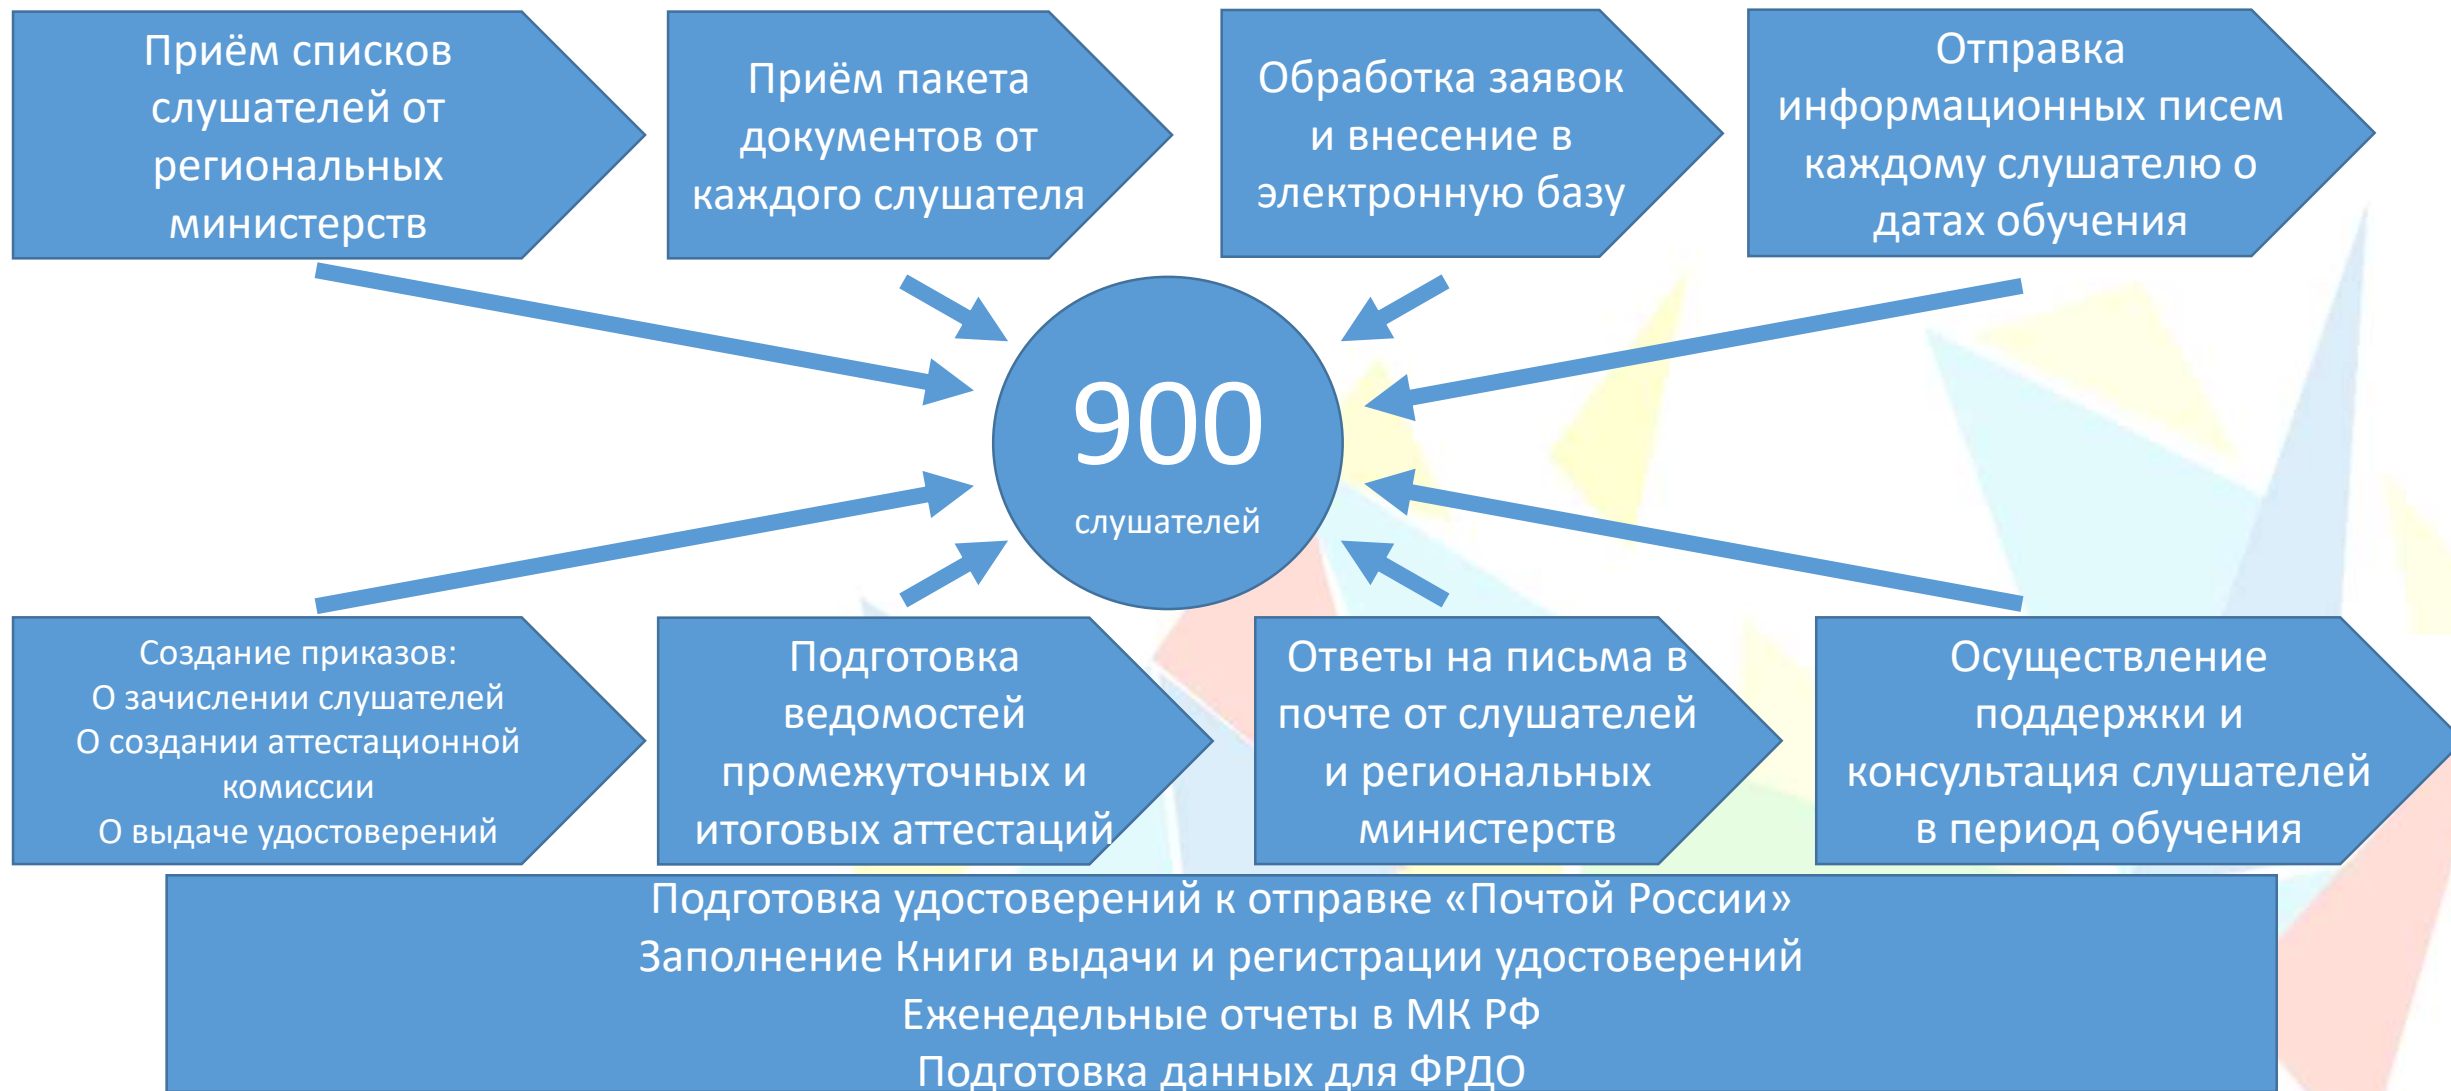 Приём списков
слушателей от
региональных
министерств
Приём пакета
документов от
каждого слушателя
Обработка заявок
и внесение в
электронную базу
Отправка
информационных писем
каждому слушателю о
датах обучения
900
слушателей
Создание приказов:
О зачислении слушателей
О создании аттестационной
комиссии
О выдаче удостоверений
Подготовка
ведомостей
промежуточных и
итоговых аттестаций
Ответы на письма в
почте от слушателей
и региональных
министерств
Осуществление
поддержки и
консультация слушателей
в период обучения
Подготовка удостоверений к отправке «Почтой России»
Заполнение Книги выдачи и регистрации удостоверений
Еженедельные отчеты в МК РФ
Подготовка данных для ФРДО